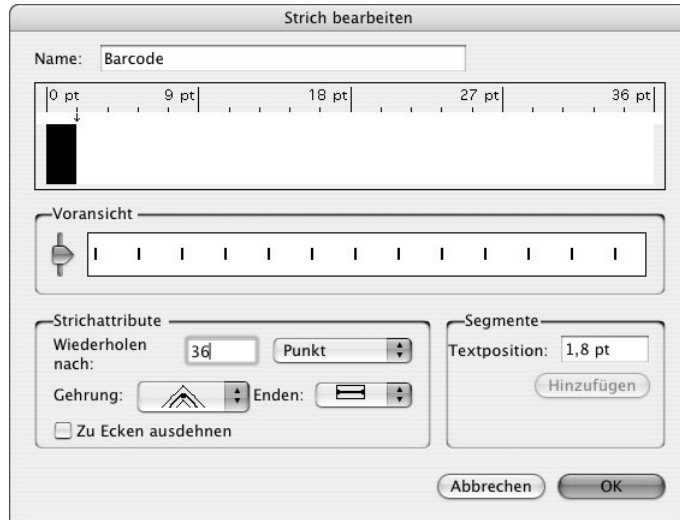 Strich bearbeiten
Name: Barcode
0 pt 9 pt 18 pt 27 pt 36 pt
Voransicht
Strichattribute
Wiederholen nach: 36 Punkt
Gehrung: Enden:
Zu Ecken ausdehnen
Segmente
Textposition: 1,8 pt
Hinzufügen
Abbrechen OK